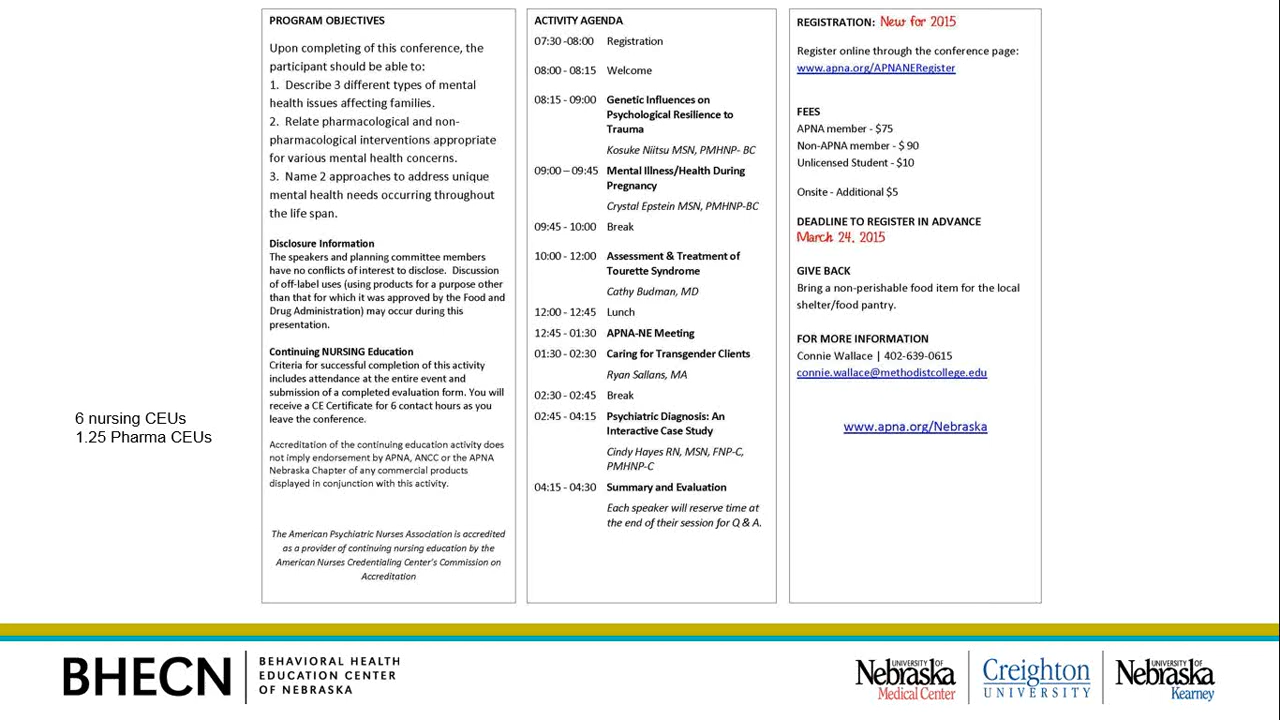 6 nursing CEUs
1.25 Pharma CEUs
PROGRAM OBJECTIVES
Upon completing of this conference, the
participant should be able to:
1. Describe 3 different types of mental
health issues affecting families.
2. Relate pharmacological and non-
pharmacological interventions appropriate
for various mental health concerns.
3. Name 2 approaches to address unique
mental health needs occurring throughout
the life span.
Disclosure Information
The speakers and planning committee members
have no conflicts of interest to disclose. Discussion
of off-label uses (using products for a purpose other
than that for which it was approved by the Food and
Drug Administration) may occur during this
presentation.
Continuing NURSING Education
Criteria for successful completion of this activity
includes attendance at the entire event and
submission of a completed evaluation form. You will
receive a CE Certificate for 6 contact hours as you
leave the conference.
Accreditation of the continuing education activity does
not imply endorsement by APNA, ANCC or the APNA
Nebraska Chapter of any commercial products
displayed in conjunction with this activity.
The American Psychiatric Nurses Association is accredited
as a provider of continuing nursing education by the
American Nurses Credentialing Center's Commission on
Accreditation
ACTIVITY AGENDA
07:30 -08:00 Registration
08:00 - 08:15 Welcome
08:15 - 09:00 Genetic Influences on
Psychological Resilience to
Trauma
Kosuke Niitsu MSN, PMHNP- BC
09:00 – 09:45 Mental Illness/Health During
Pregnancy
Crystal Epstein MSN, PMHNP-BC
09:45 - 10:00 Break
10:00 - 12:00 Assessment & Treatment of
Tourette Syndrome
Cathy Budman, MD
12:00 - 12:45 Lunch
12:45 - 01:30 APNA-NE Meeting
01:30 - 02:30 Caring for Transgender Clients
Ryan Sallans, MA
02:30 - 02:45 Break
02:45 - 04:15 Psychiatric Diagnosis: An
Interactive Case Study
Cindy Hayes RN, MSN, FNP-C,
PMHNP-C
04:15 - 04:30 Summary and Evaluation
Each speaker will reserve time at
the end of their session for Q & A.
REGISTRATION: New for 2015
Register online through the conference page:
www.apna.org/APNANERegister
FEES
APNA member - $75
Non-APNA member - $ 90
Unlicensed Student - $10
Onsite - Additional $5
DEADLINE TO REGISTER IN ADVANCE
March 24, 2015
GIVE BACK
Bring a non-perishable food item for the local
shelter/food pantry.
FOR MORE INFORMATION
Connie Wallace | 402-639-0615
connie.wallace@methodistcollege.edu
www.apna.org/Nebraska
BHECN
BEHAVIORAL HEALTH
EDUCATION CENTER
OF NEBRASKA
UNIVERSITY OF
Nebraska
Medical Center
Creighton
UNIVERSITY
UNIVERSITY OF
Nebraska
Kearney